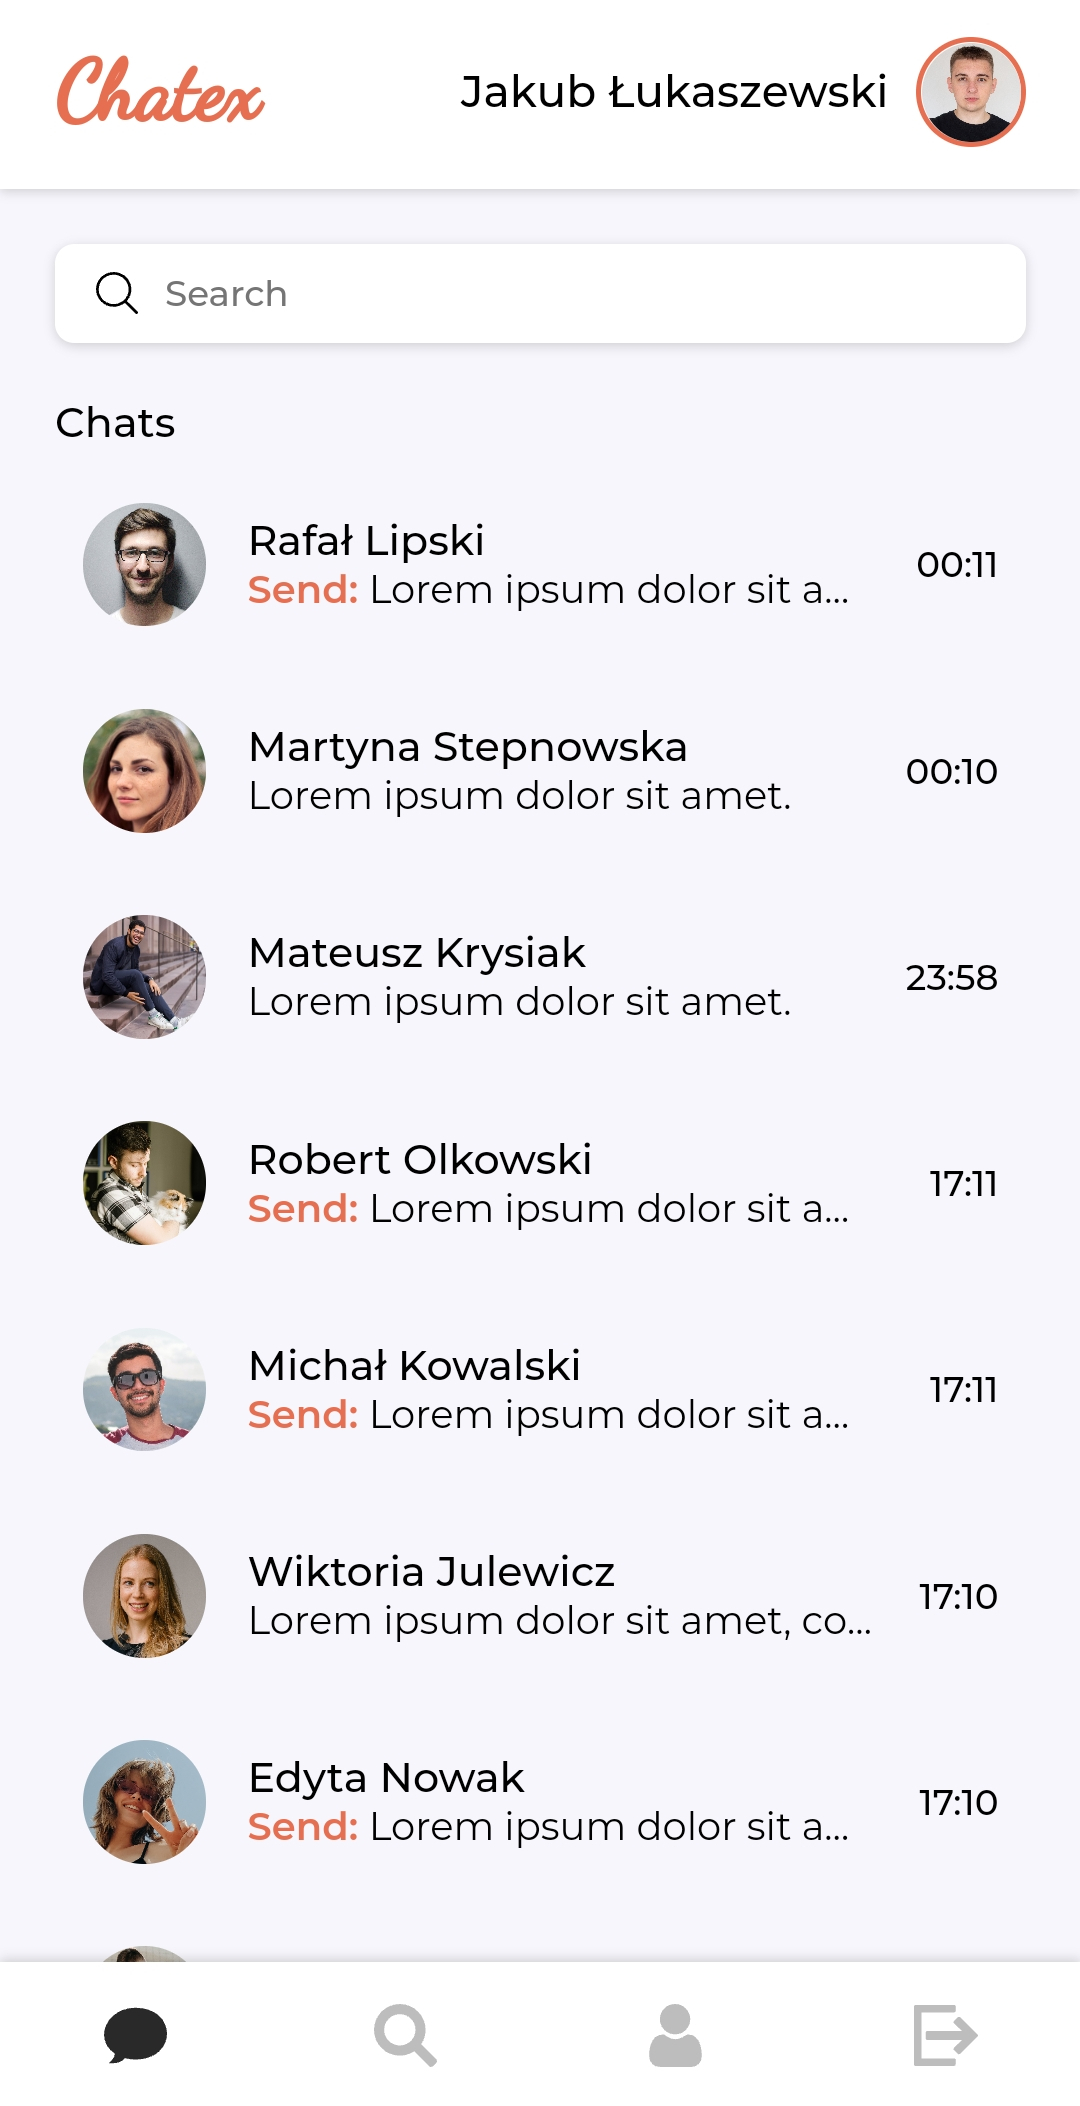 Chatex
Jakub Łukaszewski
Search
Chats
Rafał Lipski
Send: Lorem ipsum dolor sit a...
00:11
Martyna Stepnowska
Lorem ipsum dolor sit amet.
00:10
Mateusz Krysiak
Lorem ipsum dolor sit amet.
23:58
Robert Olkowski
Send: Lorem ipsum dolor sit a...
17:11
Michał Kowalski
Send: Lorem ipsum dolor sit a...
17:11
Wiktoria Julewicz
Lorem ipsum dolor sit amet, co...
17:10
Edyta Nowak
Send: Lorem ipsum dolor sit a...
17:10